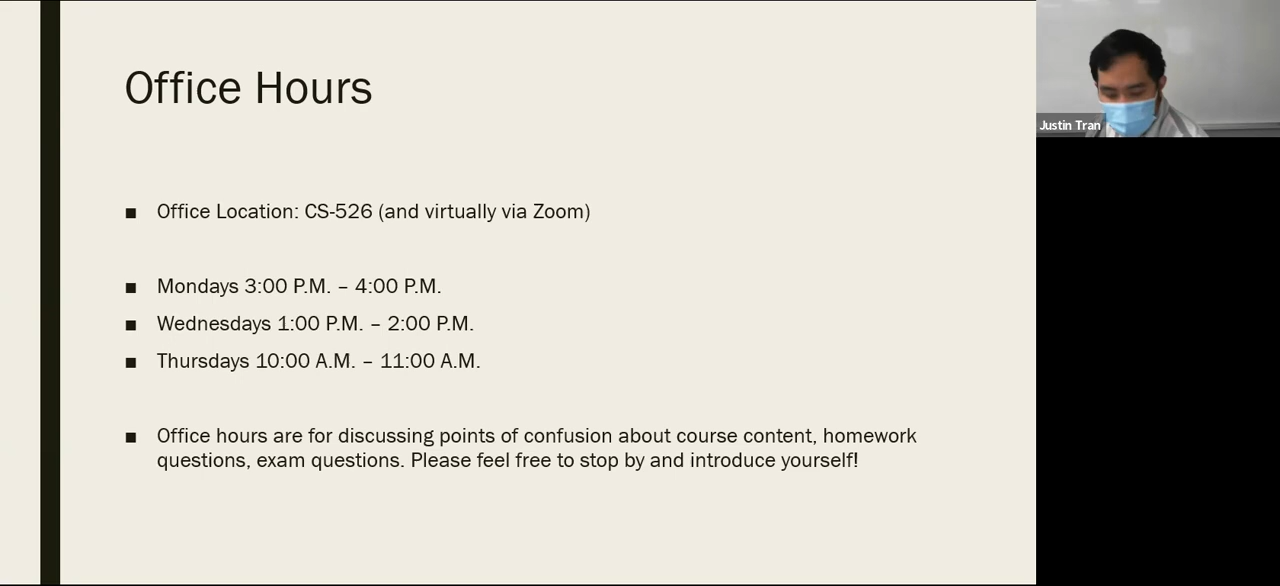 Office Hours
■ Office Location: CS-526 (and virtually via Zoom)
■ Mondays 3:00 P.M. – 4:00 P.M.
■ Wednesdays 1:00 P.M. – 2:00 P.M.
■ Thursdays 10:00 A.M. – 11:00 A.M.
■ Office hours are for discussing points of confusion about course content, homework
questions, exam questions. Please feel free to stop by and introduce yourself!
Justin Tran